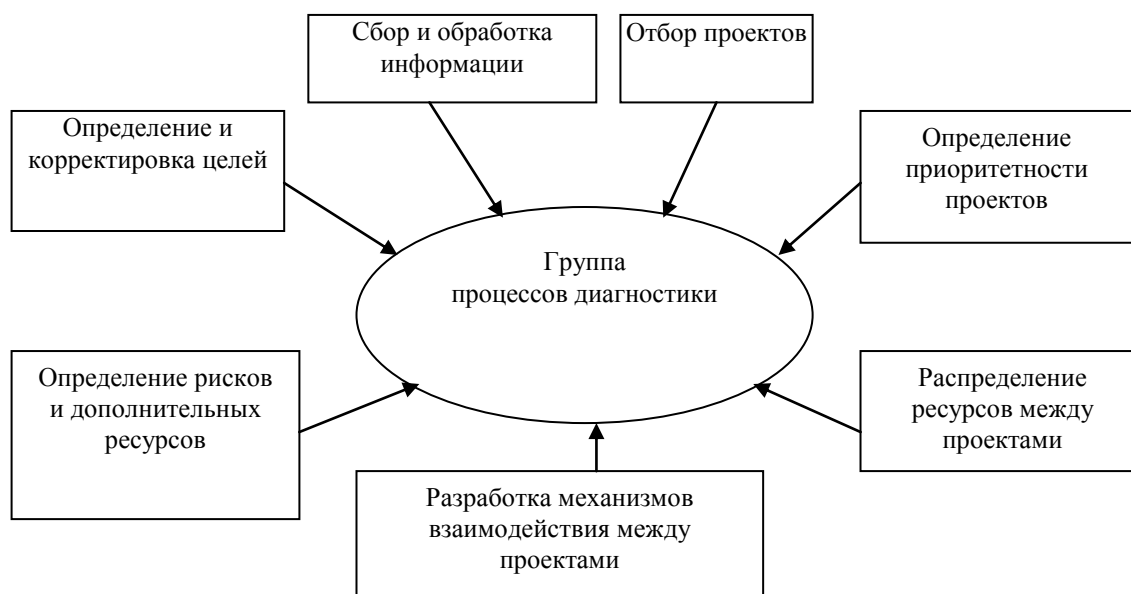 Сбор и обработка
информации
Отбор проектов
Определение и
корректировка целей
Определение
приоритетности
проектов
Группа
процессов диагностики
Определение рисков
и дополнительных
ресурсов
Распределение
ресурсов между
проектами
Разработка механизмов
взаимодействия между
проектами